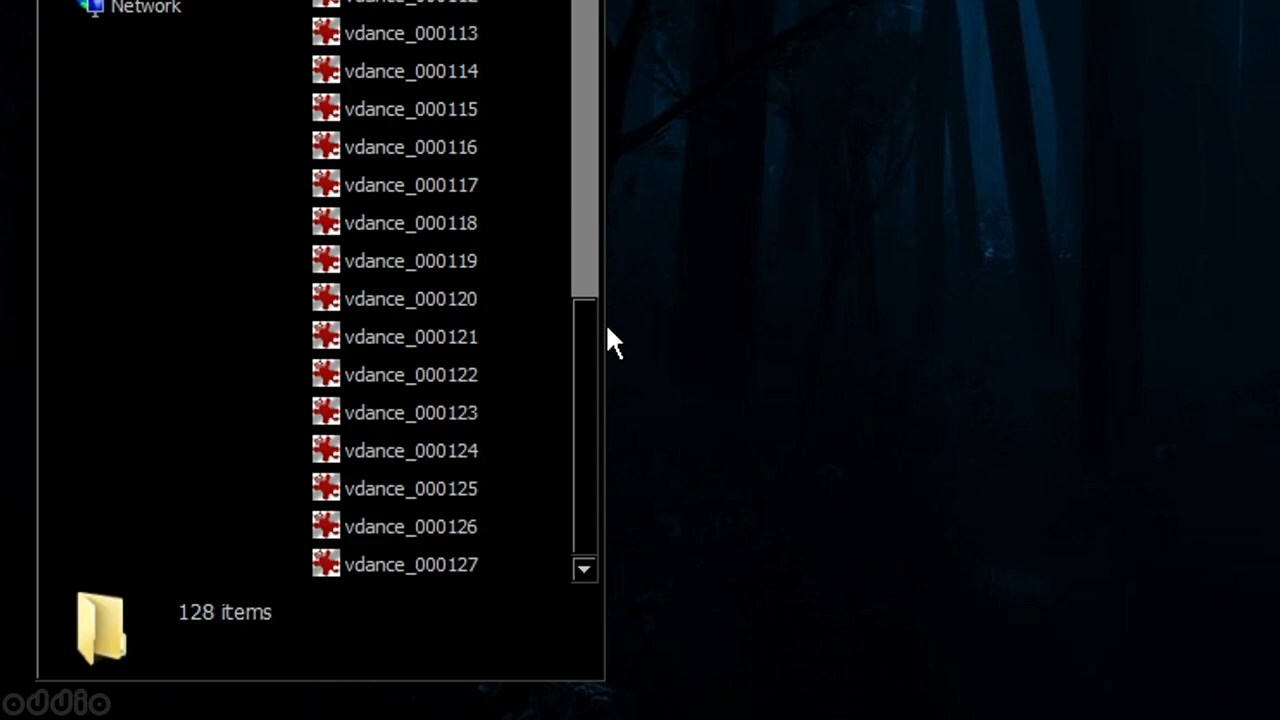 Network
vdance_000112
vdance_000113
vdance_000114
vdance_000115
vdance_000116
vdance_000117
vdance_000118
vdance_000119
vdance_000120
vdance_000121
vdance_000122
vdance_000123
vdance_000124
vdance_000125
vdance_000126
vdance_000127
128 items
oddio